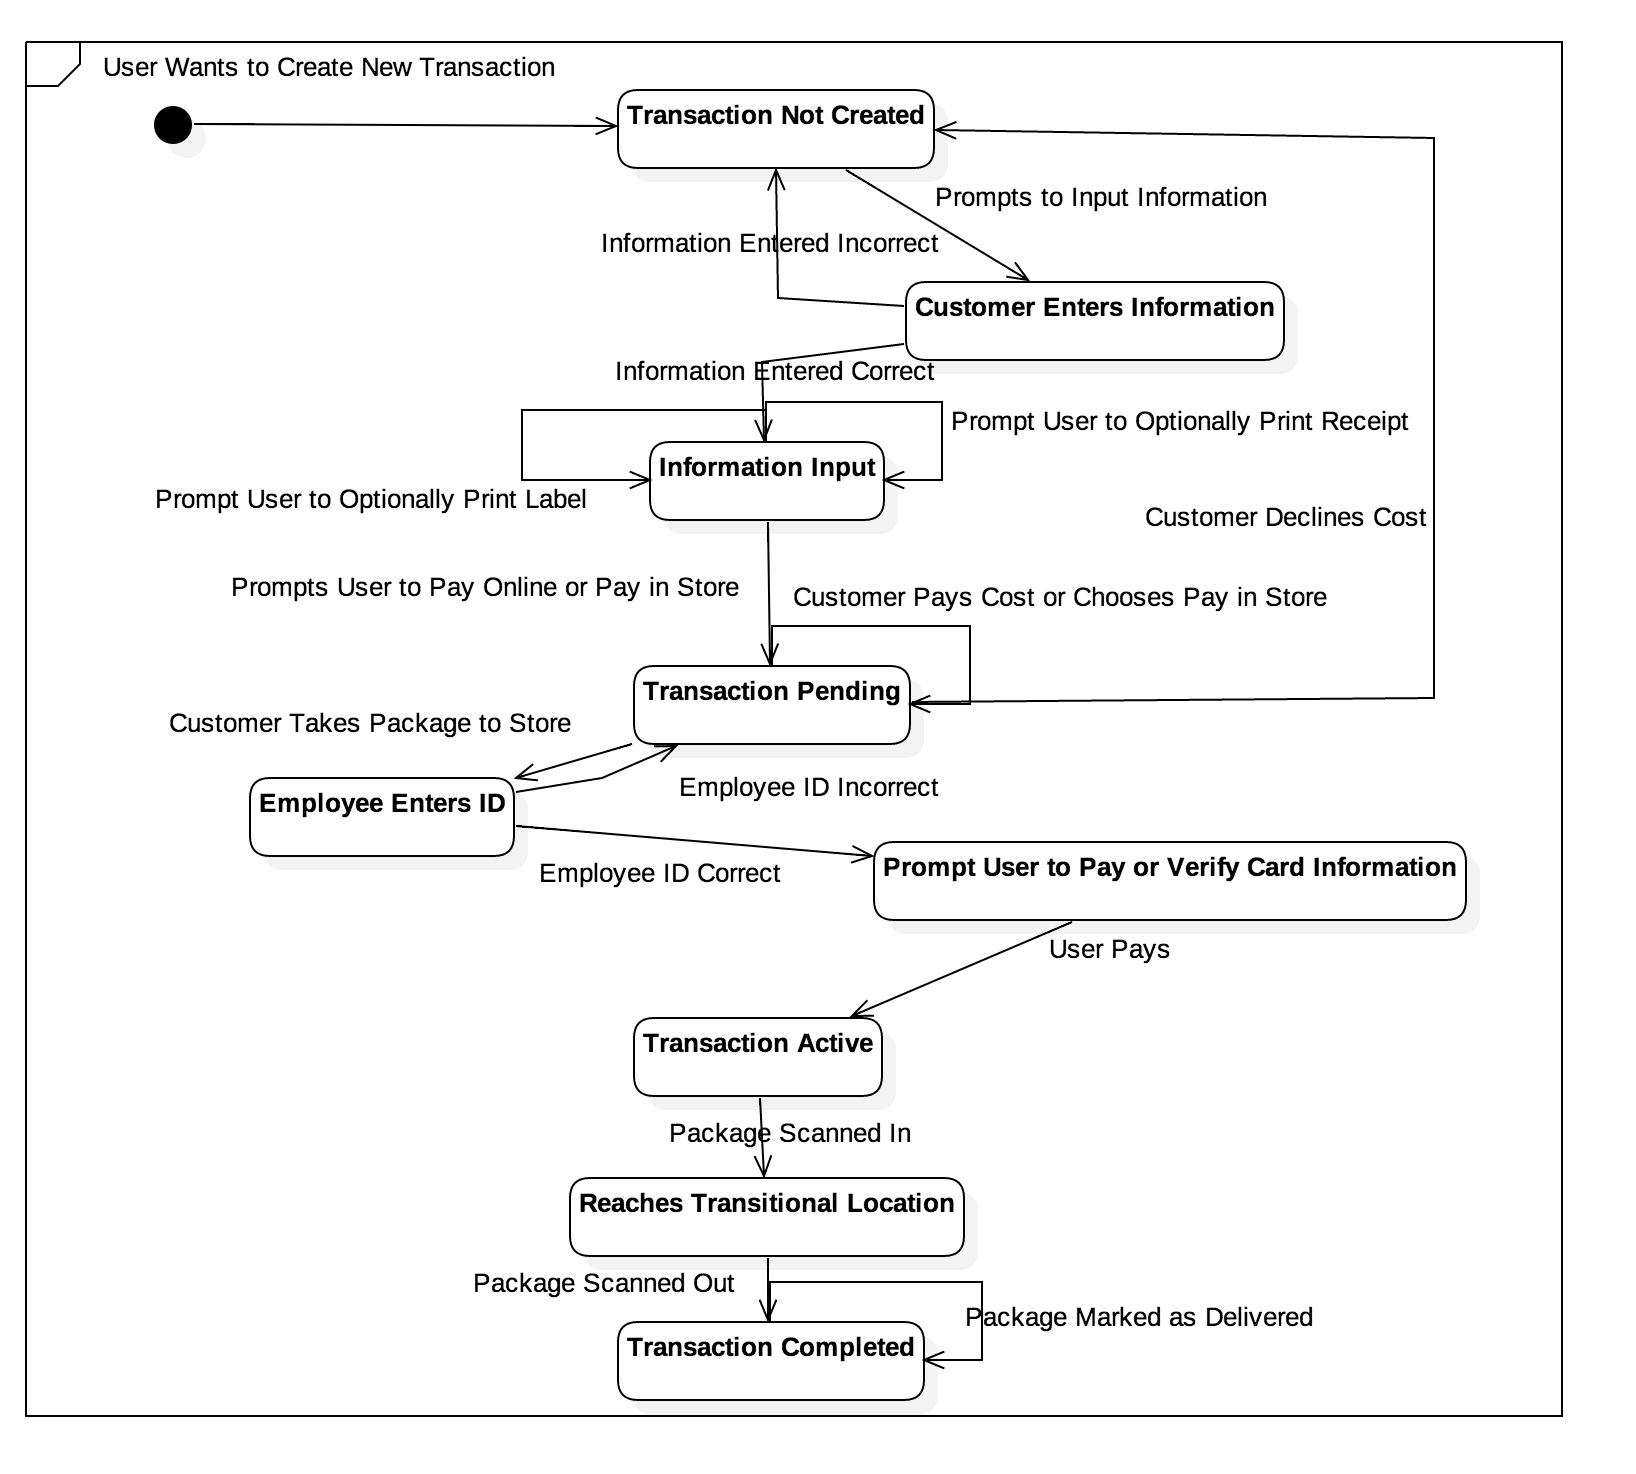 User Wants to Create New Transaction
Transaction Not Created
Prompts to Input Information
Information Entered Incorrect
Customer Enters Information
Information Entered Correct
Prompt User to Optionally Print Receipt
Information Input
Prompt User to Optionally Print Label
Customer Declines Cost
Prompts User to Pay Online or Pay in Store
Customer Pays Cost or Chooses Pay in Store
Transaction Pending
Customer Takes Package to Store
Employee ID Incorrect
Employee Enters ID
Employee ID Correct
Prompt User to Pay or Verify Card Information
User Pays
Transaction Active
Package Scanned In
Reaches Transitional Location
Package Scanned Out
Package Marked as Delivered
Transaction Completed